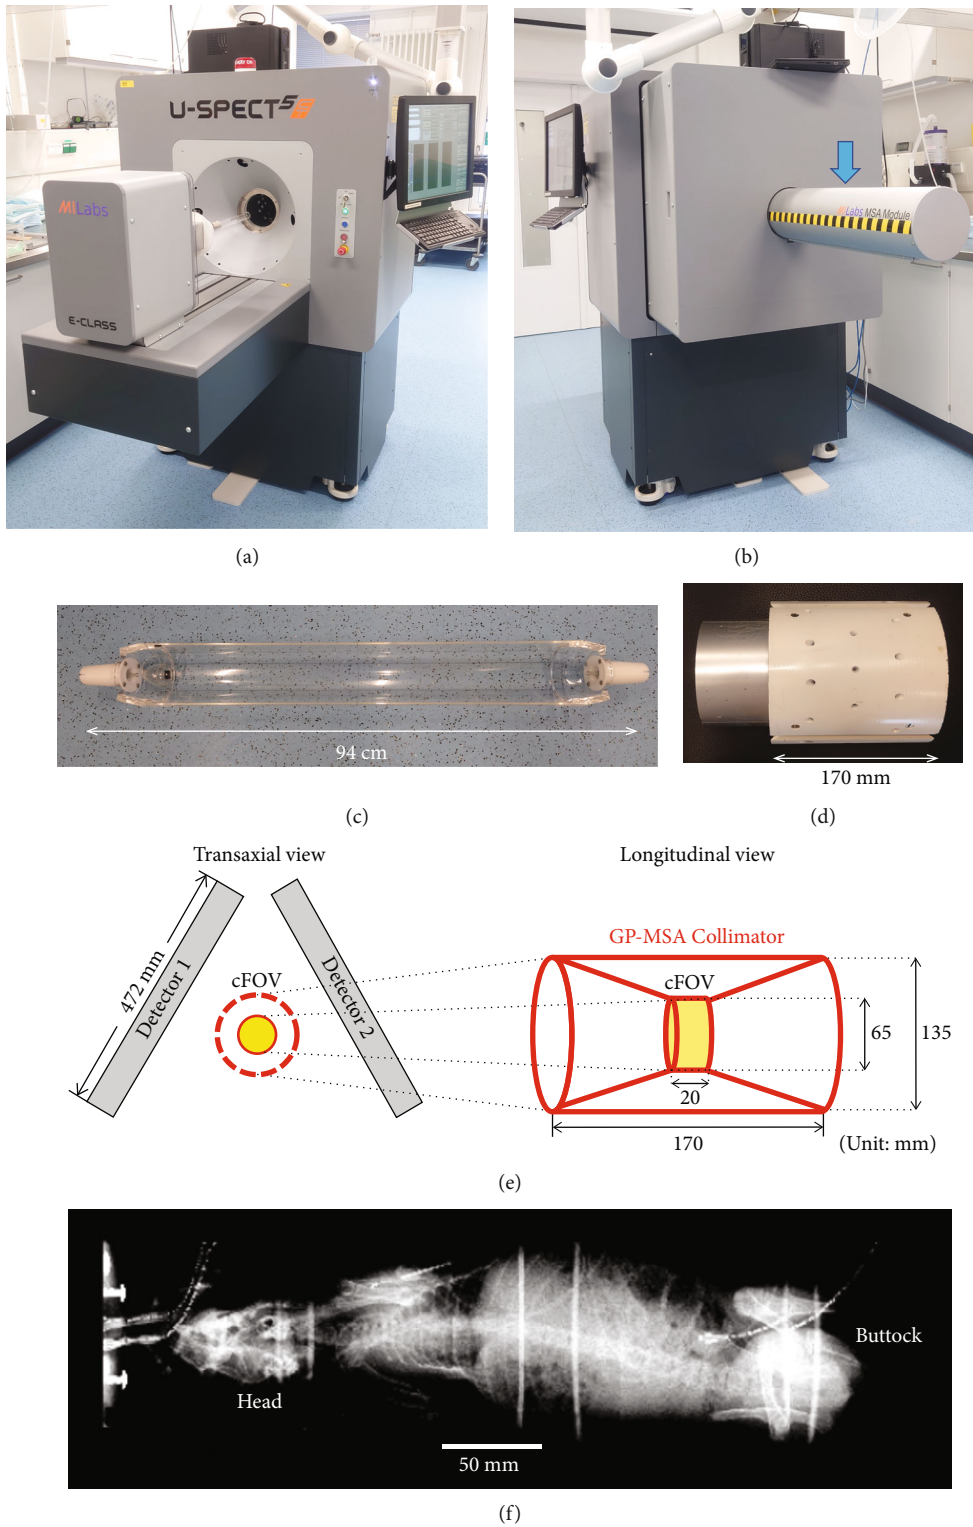 U-SPECT5
MILabs
E-CLASS
(a)
MILabs MSA Module
(b)
94 cm
(c)
170 mm
(d)
Transaxial view
Longitudinal view
472 mm
Detector 1
cFOV
Detector 2
GP-MSA Collimator
cFOV
65
135
20
170
(Unit: mm)
(e)
Head
Buttock
50 mm
(f)